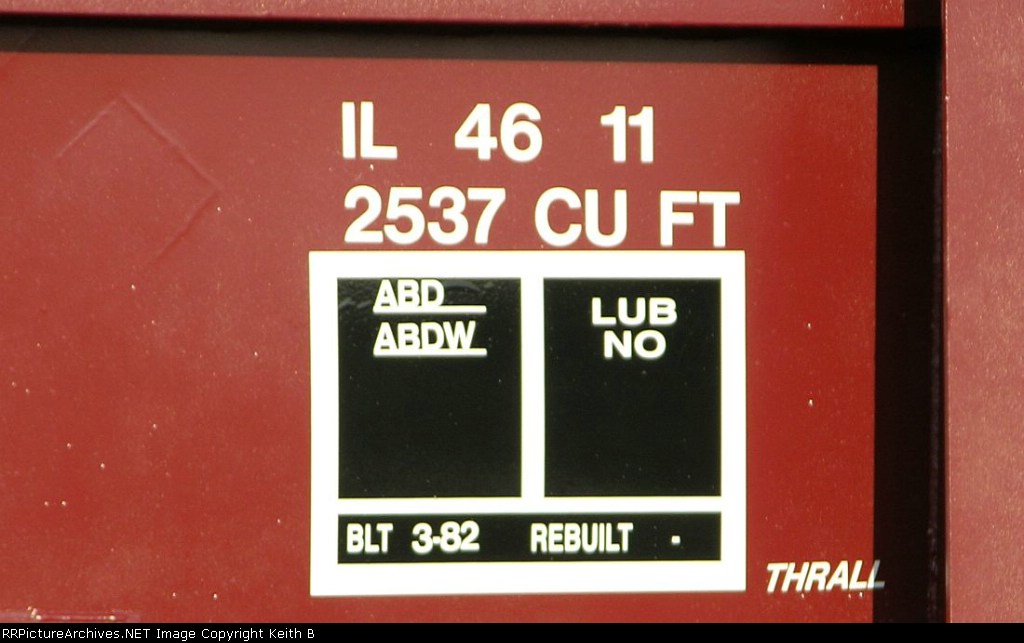 IL 46 11
2537 CU FT
ABD
ABDW
LUB
NO
BLT 3-82 REBUILT -
THRALL
RRPictureArchives.NET Image Copyright Keith B